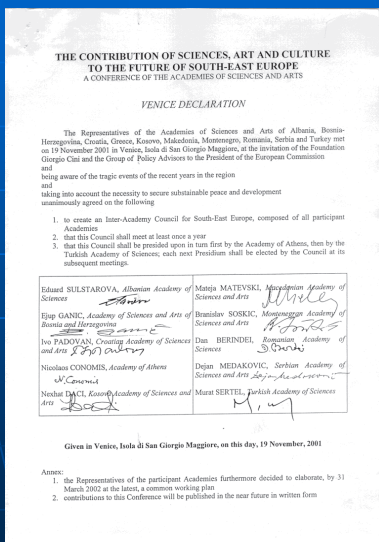 THE CONTRIBUTION OF SCIENCES, ART AND CULTURE
TO THE FUTURE OF SOUTH-EAST EUROPE
A CONFERENCE OF THE ACADEMIES OF SCIENCES AND ARTS
VENICE DECLARATION
The Representatives of the Academies of Sciences and Arts of Albania, Bosnia-
Herzegovina, Croatia, Greece, Kosovo, Makedonia, Montenegro, Romania, Serbia and Turkey met
on 19 November 2001 in Venice, Isola di San Giorgio Maggiore, at the invitation of the Foundation
Giorgio Cini and the Group of Policy Advisors to the President of the European Commission
and
being aware of the tragic events of the recent years in the region
and
taking into account the necessity to secure substainable peace and development
unanimously agreed on the following
1. to create an Inter-Academy Council for South-East Europe, composed of all participant
Academies
2. that this Council shall meet at least once a year
3. that this Council shall be presided upon in turn first by the Academy of Athens, then by the
Turkish Academy of Sciences; each next Presidium shall be elected by the Council at its
subsequent meetings.
Eduard SULSTAROVA, Albanian Academy of
Sciences
Mateja MATEVSKI, Macedonian Academy of
Sciences and Arts
Ejup GANIC, Academy of Sciences and Arts of
Bosnia and Herzegovina
Branislav SOSKIC, Montenegran Academy of
Sciences and Arts
Ivo PADOVAN, Croatian Academy of Sciences
and Arts
Dan BERINDEI, Romanian Academy of
Sciences
Nicolaos CONOMIS, Academy of Athens
N. Conomis
Dejan MEDAKOVIC, Serbian Academy of
Sciences and Arts
Nexhat DACI, Kosova Academy of Sciences and
Arts
Murat SERTEL, Turkish Academy of Sciences
Given in Venice, Isola di San Giorgio Maggiore, on this day, 19 November, 2001
Annex:
1. the Representatives of the participant Academies furthermore decided to elaborate, by 31
March 2002 at the latest, a common working plan
2. contributions to this Conference will be published in the near future in written form